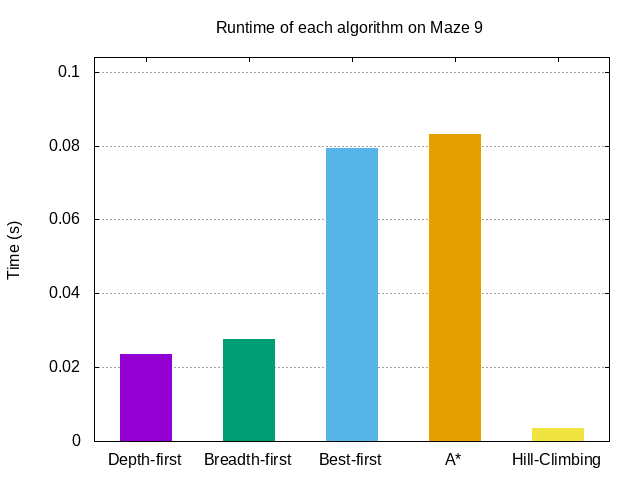 Runtime of each algorithm on Maze 9
0.1
0.08
0.06
0.04
0.02
0
Time (s)
Depth-first Breadth-first Best-first A* Hill-Climbing